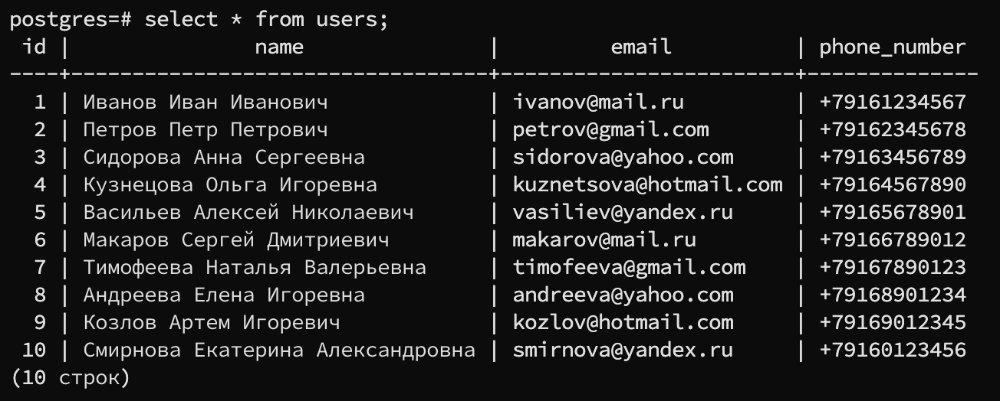 postgres=# select * from users;
 id |               name               |         email          | phone_number
----+----------------------------------+------------------------+--------------
  1 | Иванов Иван Иванович             | ivanov@mail.ru         | +79161234567
  2 | Петров Петр Петрович             | petrov@gmail.com       | +79162345678
  3 | Сидорова Анна Сергеевна          | sidorova@yahoo.com     | +79163456789
  4 | Кузнецова Ольга Игоревна         | kuznetsova@hotmail.com | +79164567890
  5 | Васильев Алексей Николаевич      | vasiliev@yandex.ru     | +79165678901
  6 | Макаров Сергей Дмитриевич        | makarov@mail.ru        | +79166789012
  7 | Тимофеева Наталья Валерьевна     | timofeeva@gmail.com    | +79167890123
  8 | Андреева Елена Игоревна          | andreeva@yahoo.com     | +79168901234
  9 | Козлов Артем Игоревич            | kozlov@hotmail.com     | +79169012345
 10 | Смирнова Екатерина Александровна | smirnova@yandex.ru     | +79160123456
(10 строк)